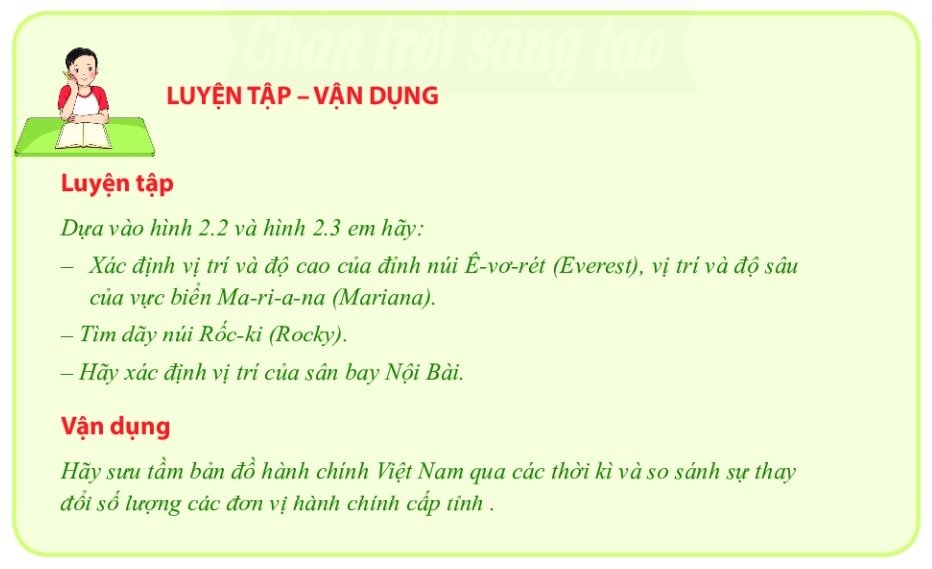 Chân trời sáng tạo
LUYỆN TẬP – VẬN DỤNG
Luyện tập
Dựa vào hình 2.2 và hình 2.3 em hãy:
– Xác định vị trí và độ cao của đỉnh núi Ê-vơ-rét (Everest), vị trí và độ sâu
của vực biển Ma-ri-a-na (Mariana).
– Tìm dãy núi Rốc-ki (Rocky).
– Hãy xác định vị trí của sân bay Nội Bài.
Vận dụng
Hãy sưu tầm bản đồ hành chính Việt Nam qua các thời kì và so sánh sự thay
đổi số lượng các đơn vị hành chính cấp tỉnh .